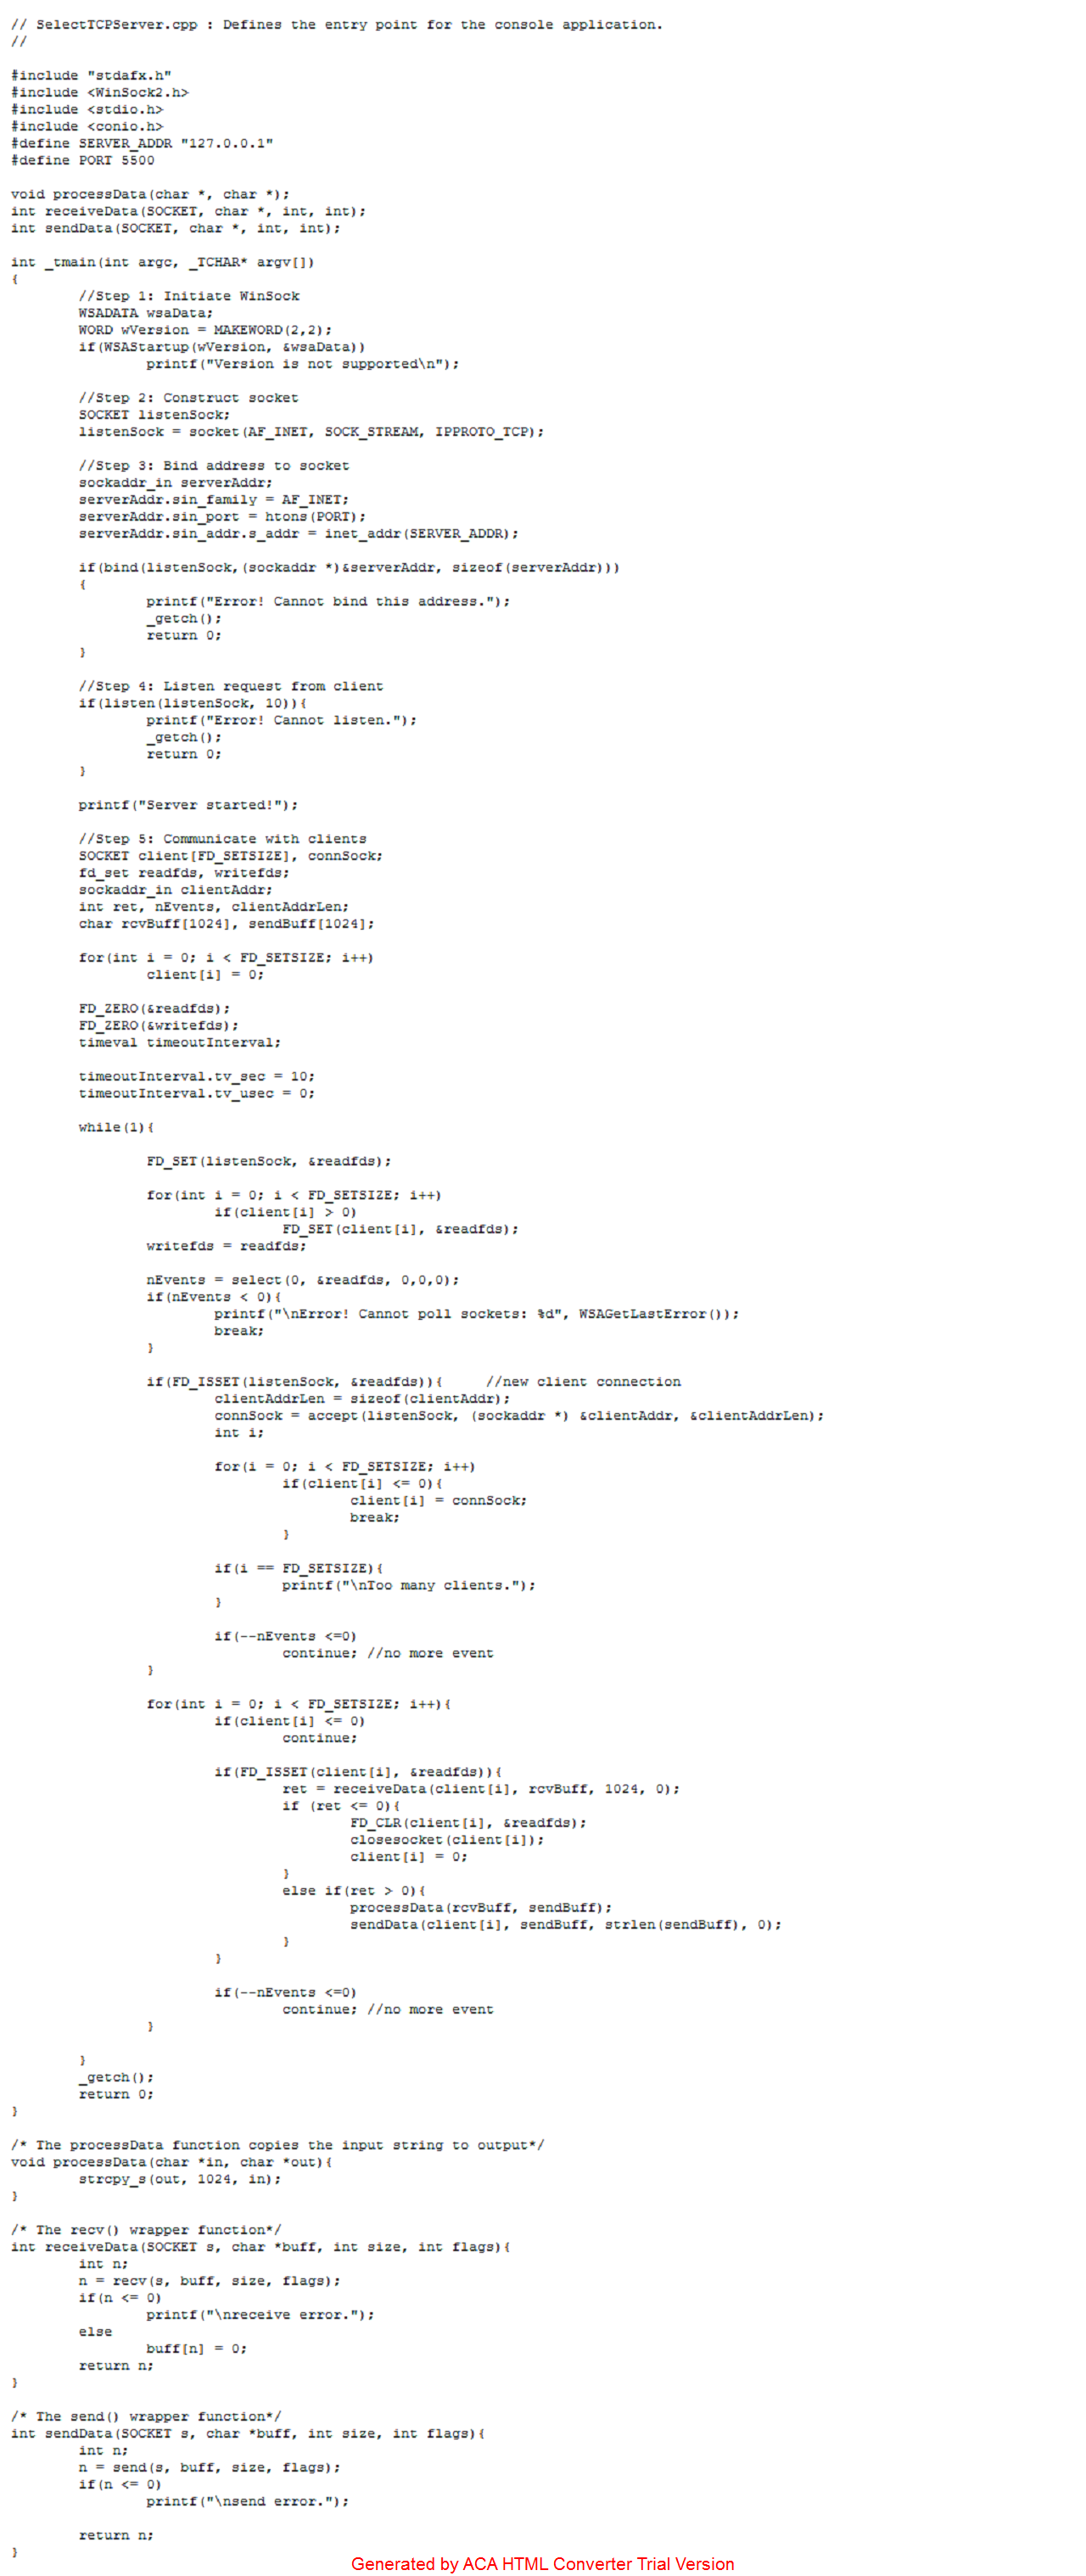 // SelectTCPServer.cpp : Defines the entry point for the console application.
//

#include "stdafx.h"
#include <WinSock2.h>
#include <stdio.h>
#include <conio.h>
#define SERVER_ADDR "127.0.0.1"
#define PORT 5500

void processData(char *, char *);
int receiveData(SOCKET, char *, int, int);
int sendData(SOCKET, char *, int, int);

int _tmain(int argc, _TCHAR* argv[])
{
        //Step 1: Initiate WinSock
        WSADATA wsaData;
        WORD wVersion = MAKEWORD(2,2);
        if(WSAStartup(wVersion, &wsaData))
                printf("Version is not supported\n");

        //Step 2: Construct socket
        SOCKET listenSock;
        listenSock = socket(AF_INET, SOCK_STREAM, IPPROTO_TCP);

        //Step 3: Bind address to socket
        sockaddr_in serverAddr;
        serverAddr.sin_family = AF_INET;
        serverAddr.sin_port = htons(PORT);
        serverAddr.sin_addr.s_addr = inet_addr(SERVER_ADDR);

        if(bind(listenSock,(sockaddr *)&serverAddr, sizeof(serverAddr)))
        {
                printf("Error! Cannot bind this address.");
                _getch();
                return 0;
        }

        //Step 4: Listen request from client
        if(listen(listenSock, 10)){
                printf("Error! Cannot listen.");
                _getch();
                return 0;
        }

        printf("Server started!");

        //Step 5: Communicate with clients
        SOCKET client[FD_SETSIZE], connSock;
        fd_set readfds, writefds;
        sockaddr_in clientAddr;
        int ret, nEvents, clientAddrLen;
        char rcvBuff[1024], sendBuff[1024];

        for(int i = 0; i < FD_SETSIZE; i++)
                client[i] = 0;

        FD_ZERO(&readfds);
        FD_ZERO(&writefds);
        timeval timeoutInterval;

        timeoutInterval.tv_sec = 10;
        timeoutInterval.tv_usec = 0;

        while(1){

                FD_SET(listenSock, &readfds);

                for(int i = 0; i < FD_SETSIZE; i++)
                        if(client[i] > 0)
                                FD_SET(client[i], &readfds);
                writefds = readfds;

                nEvents = select(0, &readfds, 0,0,0);
                if(nEvents < 0){
                        printf("\nError! Cannot poll sockets: %d", WSAGetLastError());
                        break;
                }

                if(FD_ISSET(listenSock, &readfds)){     //new client connection
                        clientAddrLen = sizeof(clientAddr);
                        connSock = accept(listenSock, (sockaddr *) &clientAddr, &clientAddrLen);
                        int i;

                        for(i = 0; i < FD_SETSIZE; i++)
                                if(client[i] <= 0){
                                        client[i] = connSock;
                                        break;
                                }

                        if(i == FD_SETSIZE){
                                printf("\nToo many clients.");
                        }

                        if(--nEvents <=0)
                                continue; //no more event
                }

                for(int i = 0; i < FD_SETSIZE; i++){
                        if(client[i] <= 0)
                                continue;

                        if(FD_ISSET(client[i], &readfds)){
                                ret = receiveData(client[i], rcvBuff, 1024, 0);
                                if (ret <= 0){
                                        FD_CLR(client[i], &readfds);
                                        closesocket(client[i]);
                                        client[i] = 0;
                                }
                                else if(ret > 0){
                                        processData(rcvBuff, sendBuff);
                                        sendData(client[i], sendBuff, strlen(sendBuff), 0);
                                }
                        }

                        if(--nEvents <=0)
                                continue; //no more event
                }

        }
        _getch();
        return 0;
}

/* The processData function copies the input string to output*/
void processData(char *in, char *out){
        strcpy_s(out, 1024, in);
}

/* The recv() wrapper function*/
int receiveData(SOCKET s, char *buff, int size, int flags){
        int n;
        n = recv(s, buff, size, flags);
        if(n <= 0)
                printf("\nreceive error.");
        else
                buff[n] = 0;
        return n;
}

/* The send() wrapper function*/
int sendData(SOCKET s, char *buff, int size, int flags){
        int n;
        n = send(s, buff, size, flags);
        if(n <= 0)
                printf("\nsend error.");

        return n;
}
Generated by ACA HTML Converter Trial Version